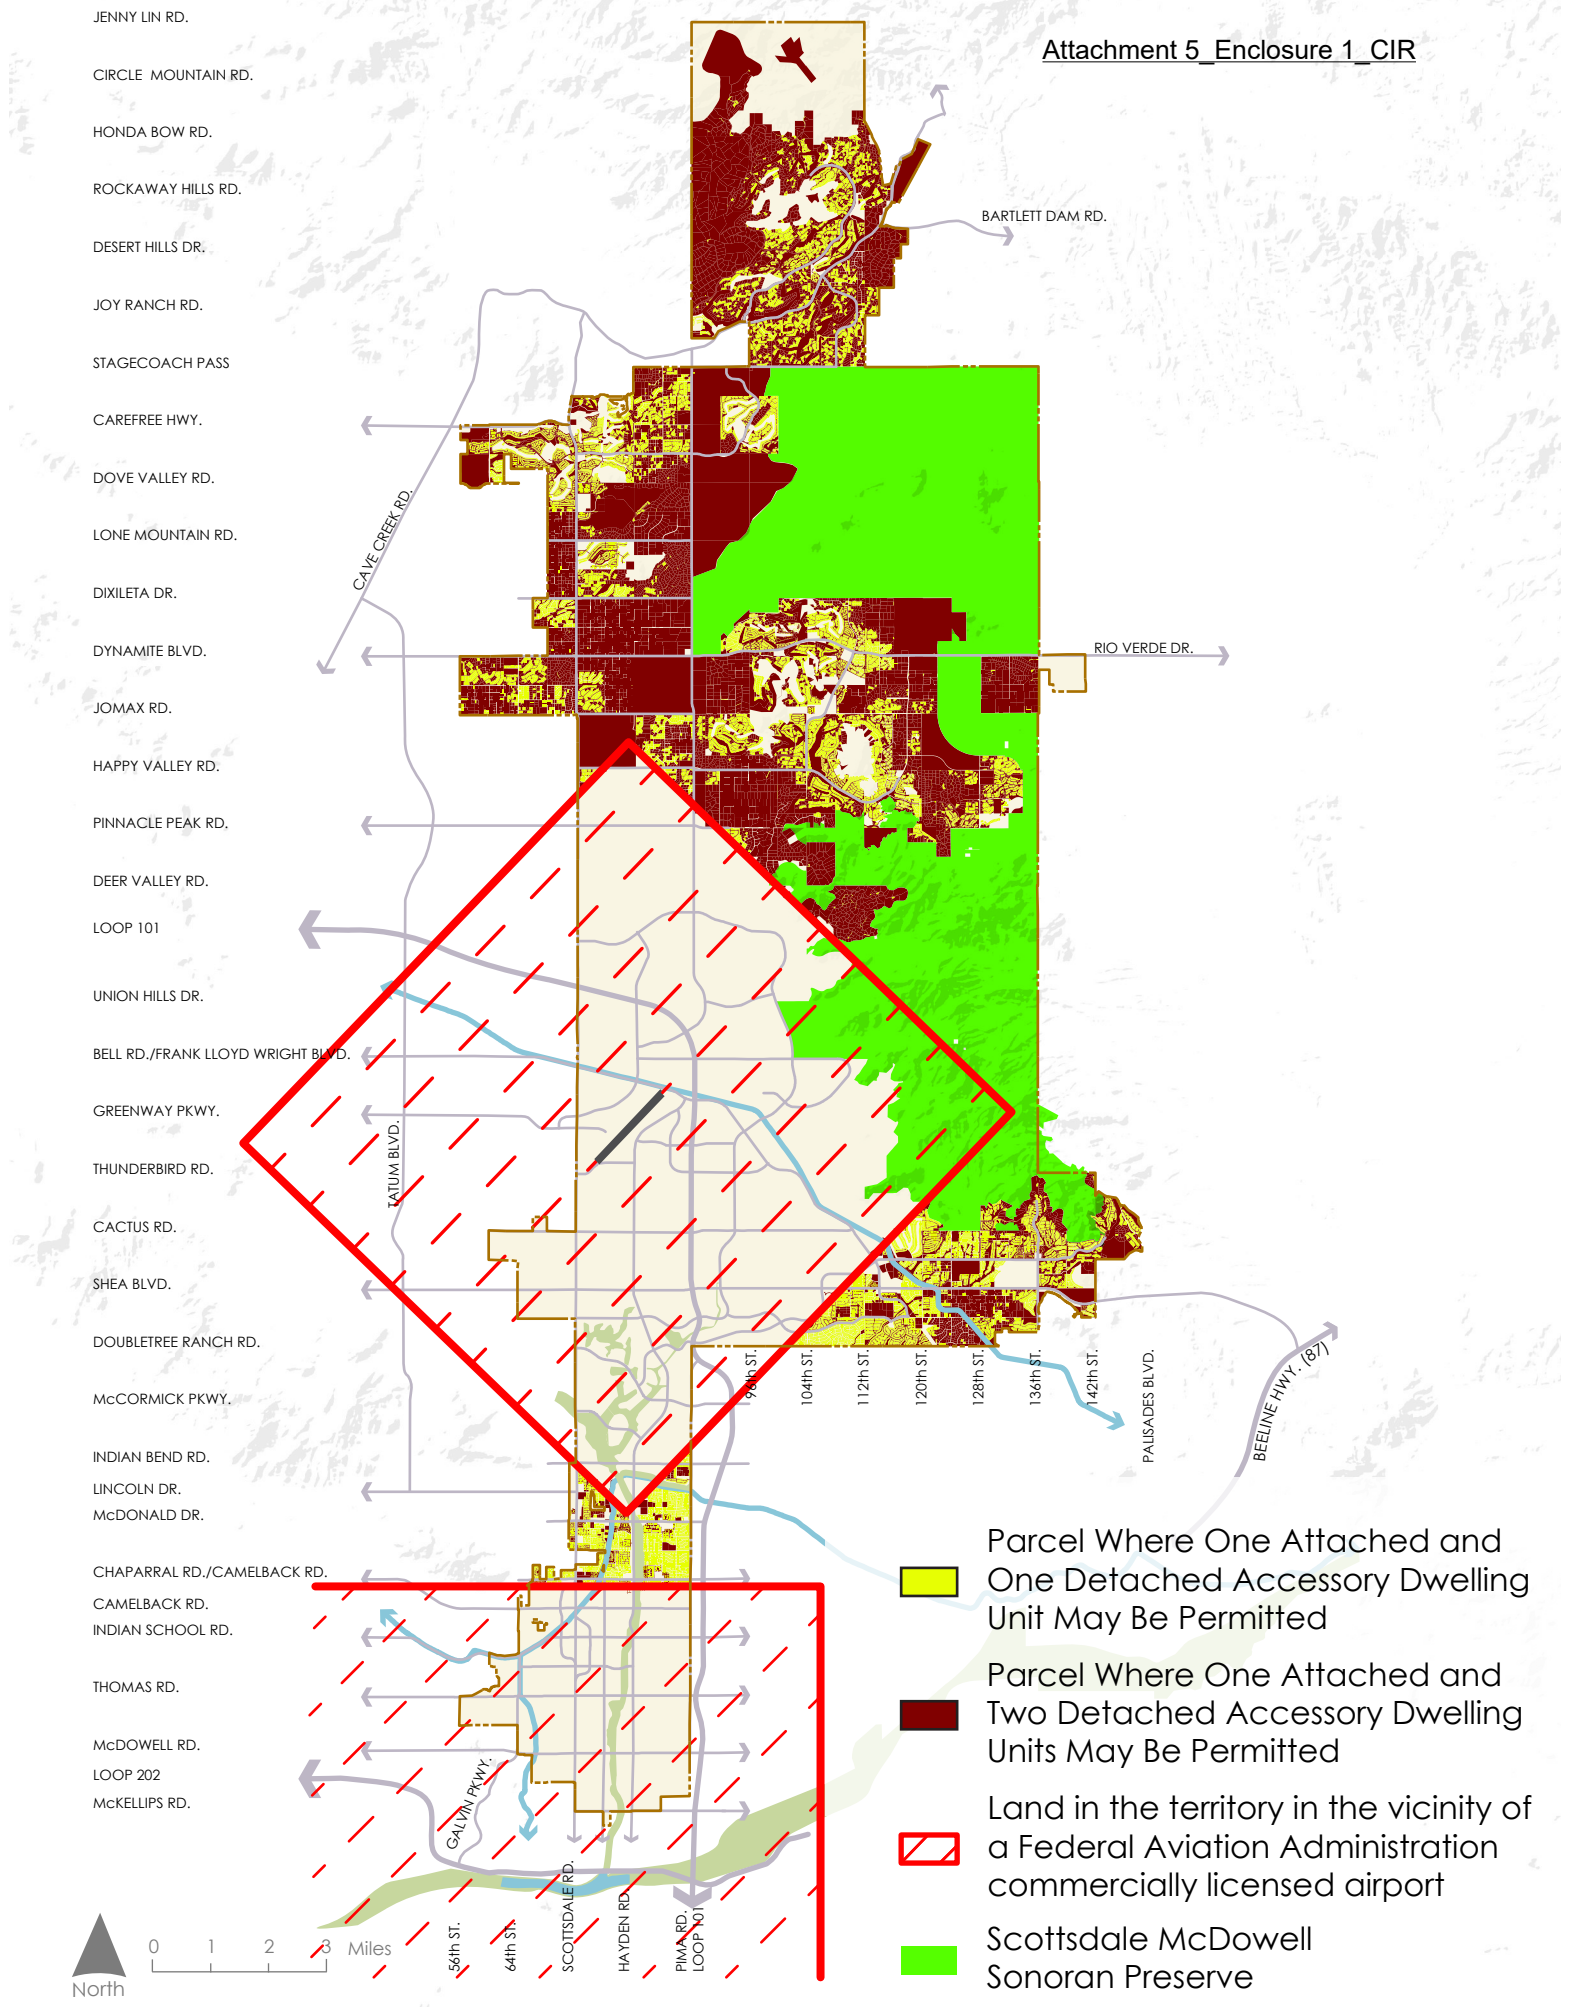 JENNY LIN RD.
Attachment 5_Enclosure 1_CIR
CIRCLE MOUNTAIN RD.
HONDA BOW RD.
ROCKAWAY HILLS RD.
BARTLETT DAM RD.
DESERT HILLS DR.
JOY RANCH RD.
STAGECOACH PASS
CAREFREE HWY.
DOVE VALLEY RD.
CAVE CREEK RD.
LONE MOUNTAIN RD.
DIXILETA DR.
DYNAMITE BLVD.
RIO VERDE DR.
JOMAX RD.
HAPPY VALLEY RD.
PINNACLE PEAK RD.
DEER VALLEY RD.
LOOP 101
UNION HILLS DR.
BELL RD./FRANK LLOYD WRIGHT BLVD.
GREENWAY PKWY.
TATUM BLVD.
THUNDERBIRD RD.
CACTUS RD.
SHEA BLVD.
DOUBLETREE RANCH RD.
96th ST.
104th ST.
112th ST.
120th ST.
128th ST.
136th ST.
142th ST.
PALISADES BLVD.
BEELINE HWY. (87)
McCORMICK PKWY.
INDIAN BEND RD.
LINCOLN DR.
McDONALD DR.
CHAPARRAL RD./CAMELBACK RD.
CAMELBACK RD.
INDIAN SCHOOL RD.
THOMAS RD.
McDOWELL RD.
LOOP 202
McKELLIPS RD.
GALVIN PKWY.
56th ST.
64th ST.
SCOTTSDALE RD.
HAYDEN RD
PIMA RD.
LOOP 101
Parcel Where One Attached and
One Detached Accessory Dwelling
Unit May Be Permitted
Parcel Where One Attached and
Two Detached Accessory Dwelling
Units May Be Permitted
Land in the territory in the vicinity of
a Federal Aviation Administration
commercially licensed airport
Scottsdale McDowell
Sonoran Preserve
0 1 2 3 Miles
North